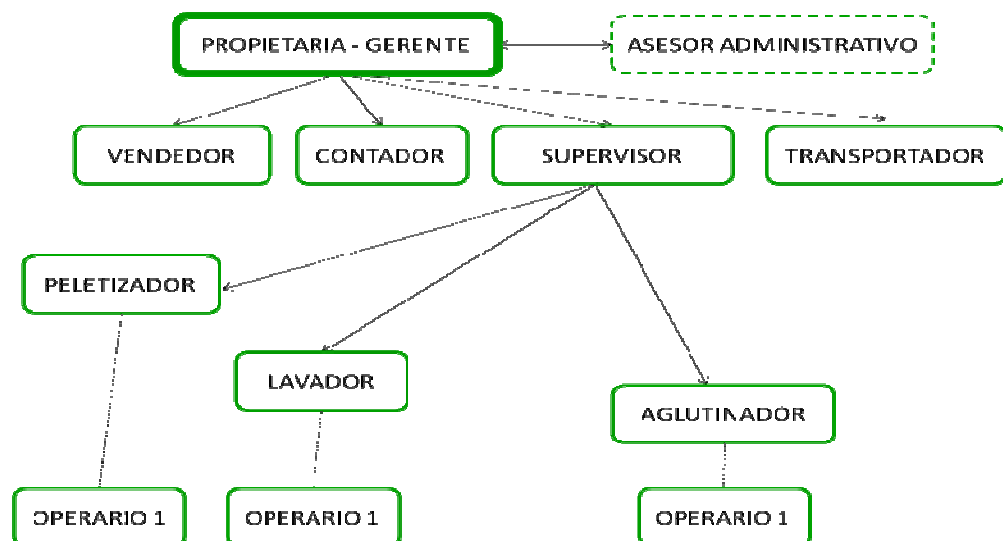 PROPIETARIA - GERENTE
ASESOR ADMINISTRATIVO
VENDEDOR
CONTADOR
SUPERVISOR
TRANSPORTADOR
PELETIZADOR
LAVADOR
AGLUTINADOR
OPERARIO 1
OPERARIO 1
OPERARIO 1